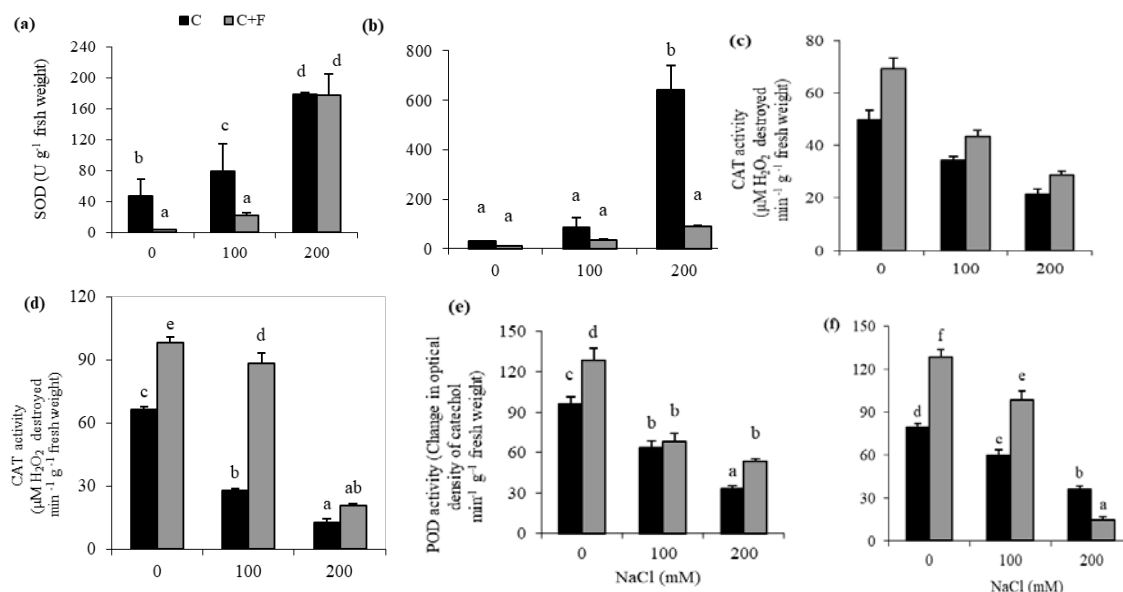 (a)
C
C+F
SOD (U g⁻¹ fish weight)
240
200
160
120
80
40
0
b
a
c
a
d
d
0
100
200
(b)
800
600
400
200
0
a
a
a
a
b
a
0
100
200
(c)
CAT activity
(µM H₂O₂ destroyed
min⁻¹ g⁻¹ fresh weight)
80
60
40
20
0
0
100
200
(d)
CAT activity
(µM H₂O₂ destroyed
min⁻¹ g⁻¹ fresh weight)
120
90
60
30
0
c
e
b
d
a
ab
0
100
200
(e)
POD activity (Change in optical
density of catechol
min⁻¹ g⁻¹ fresh weight)
150
120
90
60
30
0
c
d
b
b
a
b
0
100
200
NaCl (mM)
(f)
150
120
90
60
30
0
d
f
c
e
b
a
0
100
200
NaCl (mM)